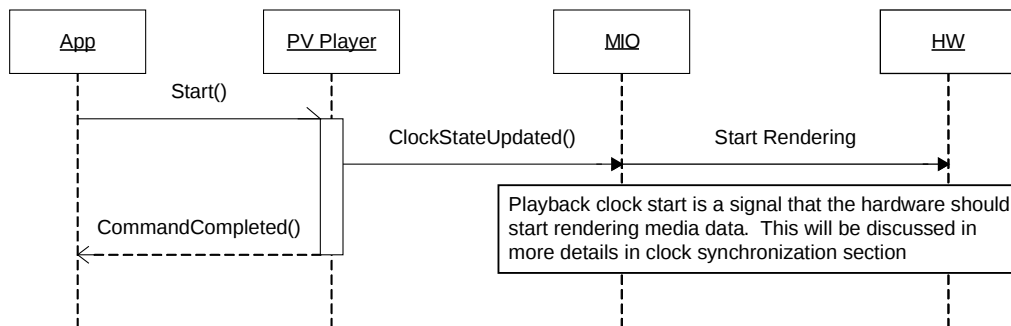 App
PV Player
MIO
HW
Start()
ClockStateUpdated()
Start Rendering
Playback clock start is a signal that the hardware should
start rendering media data.  This will be discussed in
more details in clock synchronization section
CommandCompleted()